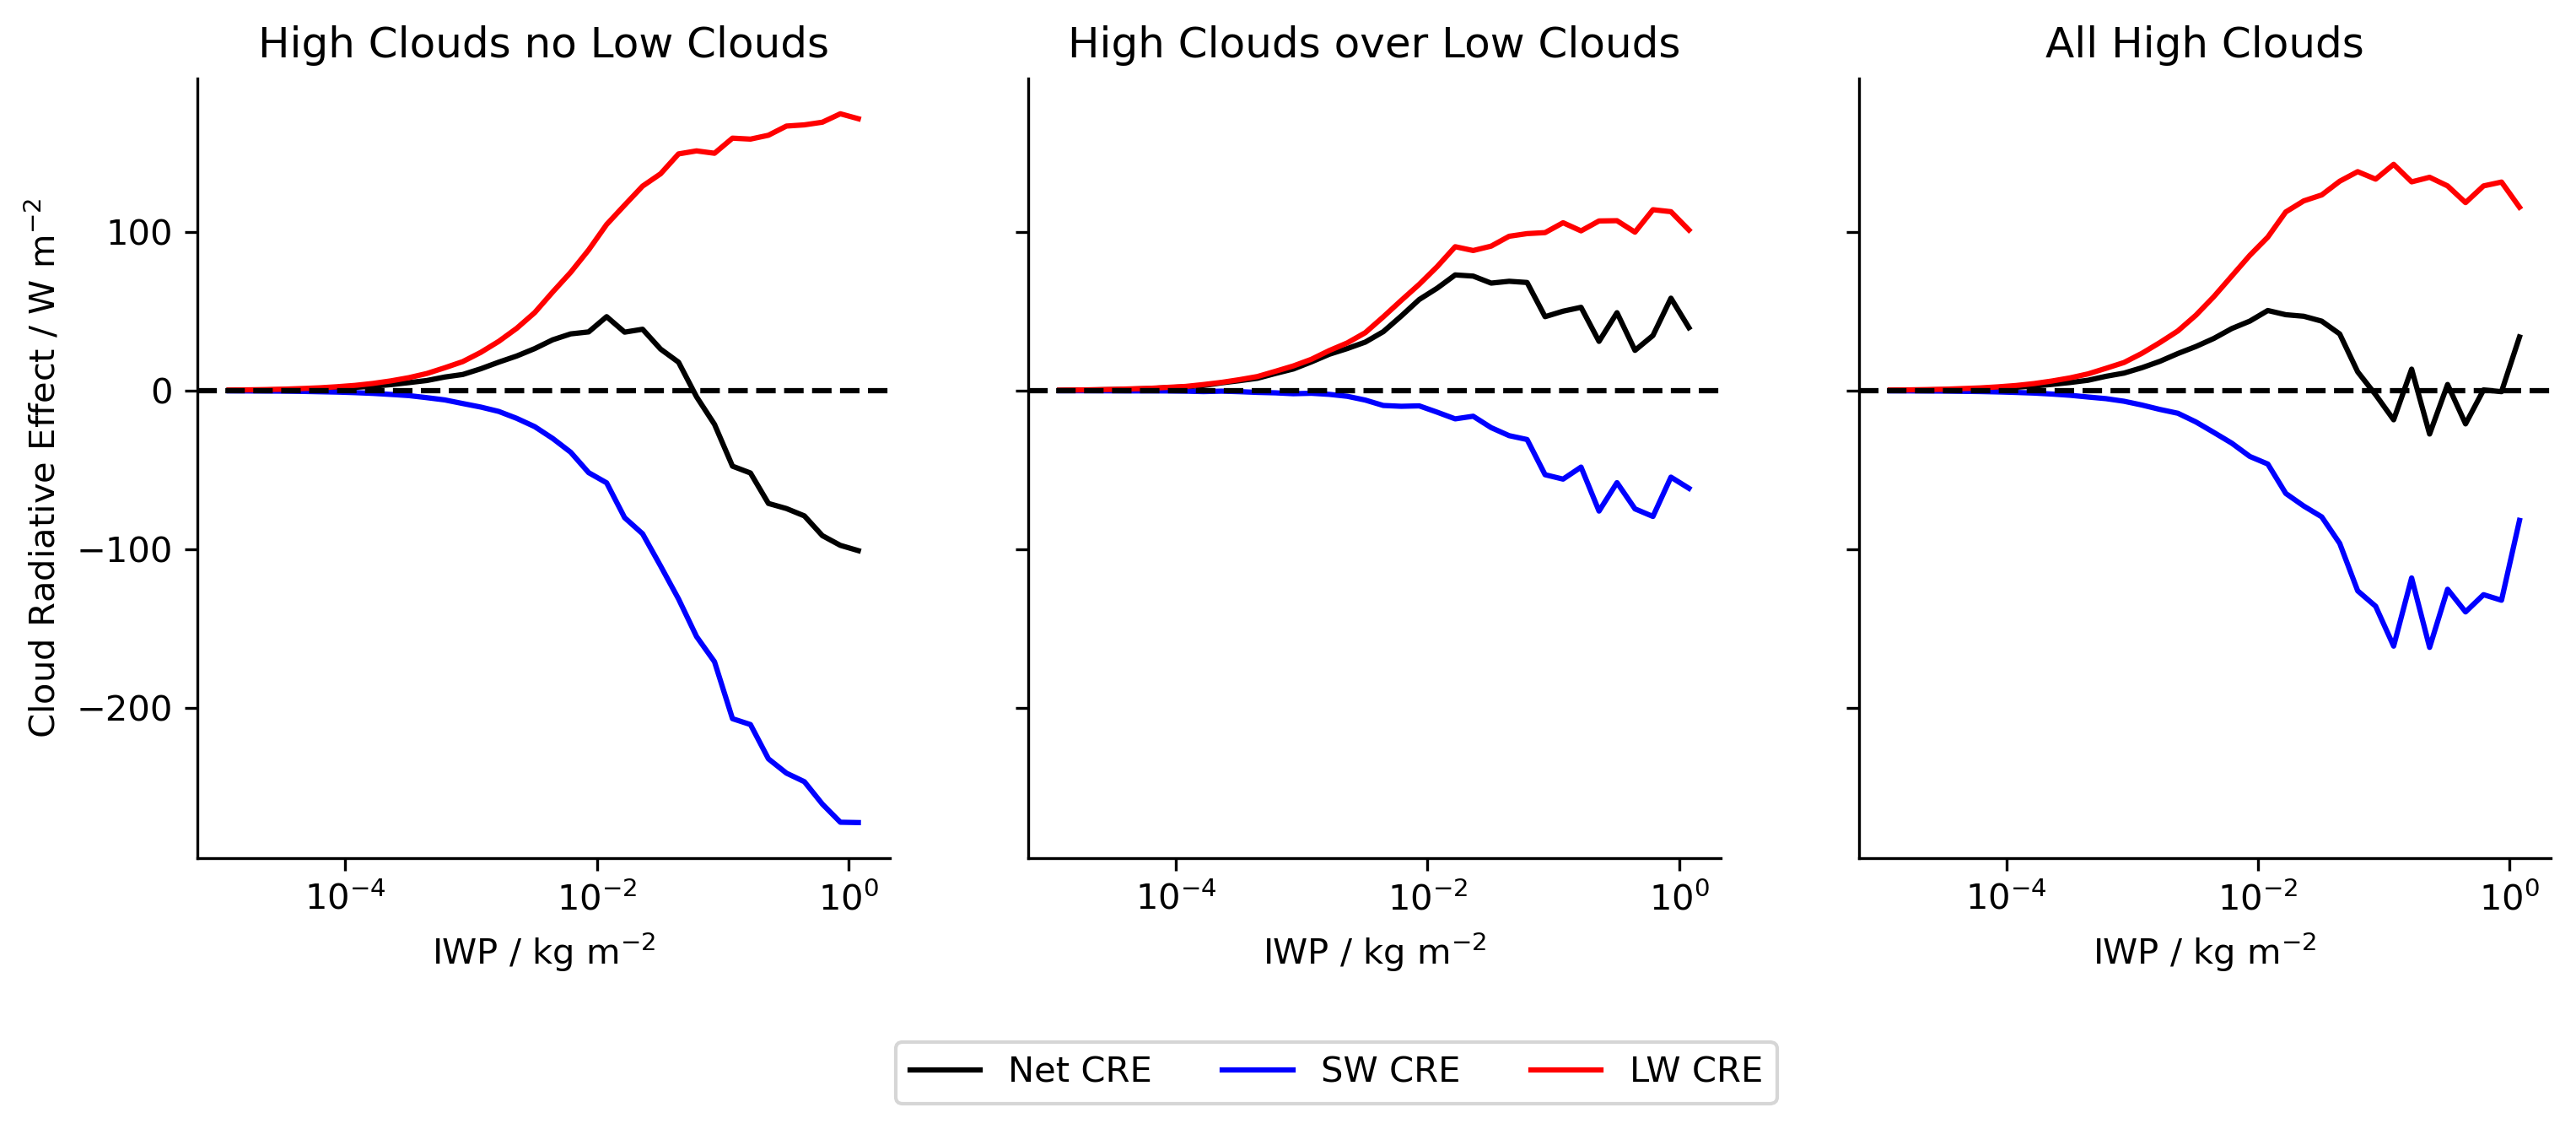 High Clouds no Low Clouds
High Clouds over Low Clouds
All High Clouds
Cloud Radiative Effect / W m⁻²
100
0
−100
−200
10⁻⁴ 10⁻² 10⁰
10⁻⁴ 10⁻² 10⁰
10⁻⁴ 10⁻² 10⁰
IWP / kg m⁻²
IWP / kg m⁻²
IWP / kg m⁻²
Net CRE SW CRE LW CRE